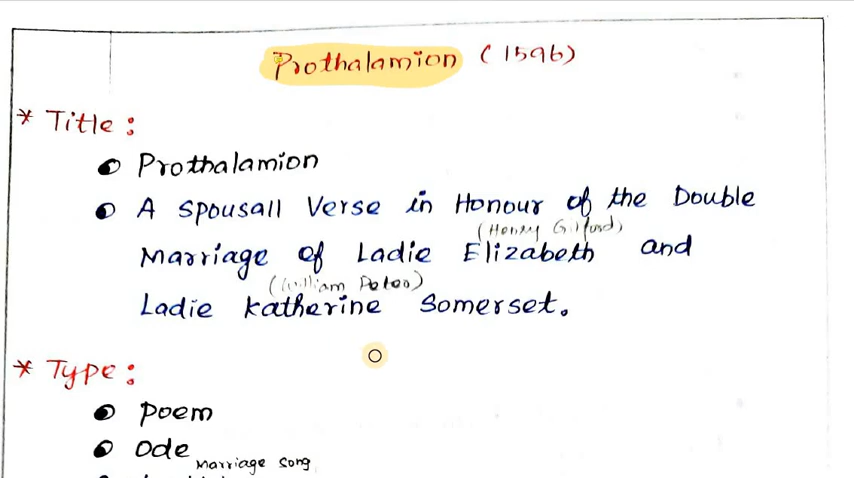 Prothalamion (1596)
* Title:
Prothalamion
A Spousall Verse in Honour of the Double
(Henry Gilford)
Marriage of Ladie Elizabeth and
(William)
Ladie Katherine Somerset.
* Type:
Poem
Ode
Marriage song